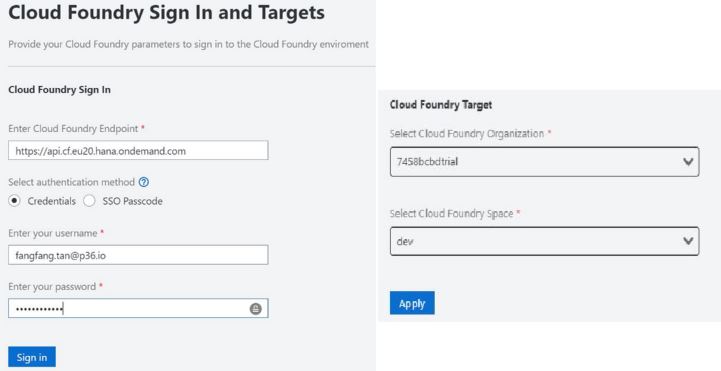 Cloud Foundry Sign In and Targets
Provide your Cloud Foundry parameters to sign in to the Cloud Foundry enviroment
Cloud Foundry Sign In
Enter Cloud Foundry Endpoint *
https://api.cf.eu20.hana.ondemand.com
Select authentication method ?
Credentials SSO Passcode
Enter your username *
fangfang.tan@p36.io
Enter your password *
••••••••••••
Sign in
Cloud Foundry Target
Select Cloud Foundry Organization *
7458bcbdtrial
Select Cloud Foundry Space *
dev
Apply